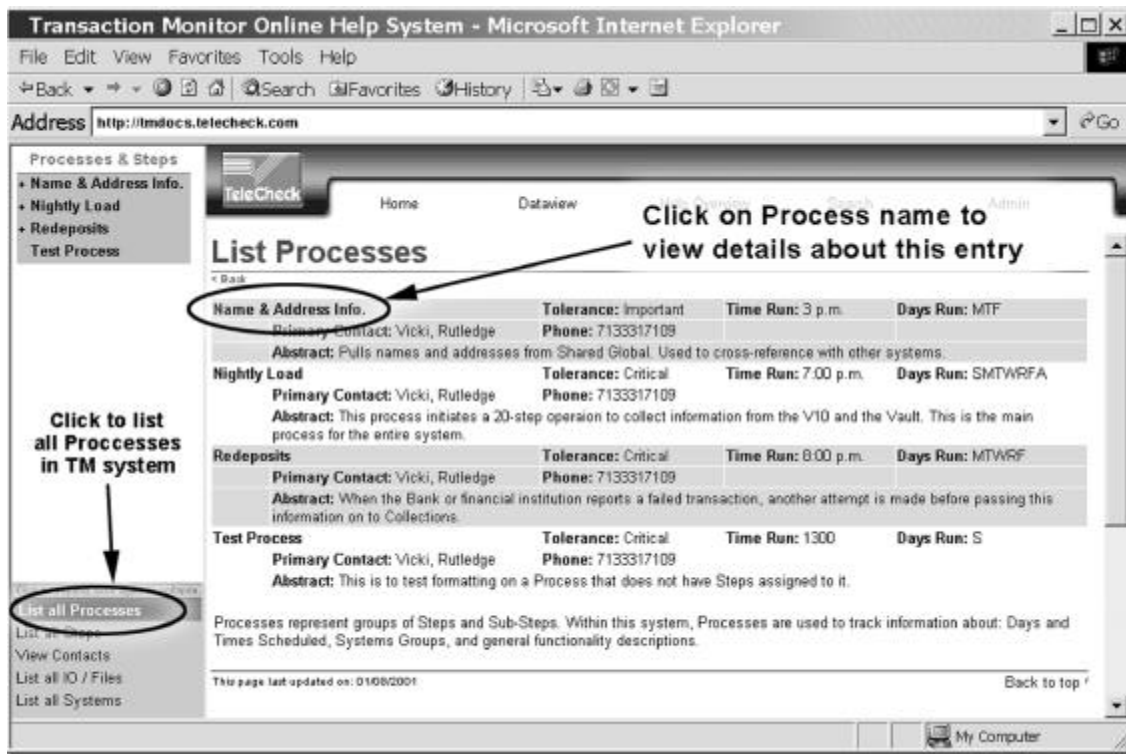 Transaction Monitor Online Help System - Microsoft Internet Explorer
File Edit View Favorites Tools Help
Back Search Favorites History
Address http://tmdocs.telecheck.com Go
Processes & Steps
+ Name & Address Info.
+ Nightly Load
+ Redeposits
Test Process
TeleCheck
Home Dataview Help Overview Search Admin
Click on Process name to
view details about this entry
List Processes
< Back
Name & Address Info. Tolerance: Important Time Run: 3 p.m. Days Run: MTF
Primary Contact: Vicki, Rutledge Phone: 7133317109
Abstract: Pulls names and addresses from Shared Global. Used to cross-reference with other systems.
Nightly Load Tolerance: Critical Time Run: 7:00 p.m. Days Run: SMTWRFA
Primary Contact: Vicki, Rutledge Phone: 7133317109
Abstract: This process initiates a 20-step operaion to collect information from the V10 and the Vault. This is the main
process for the entire system.
Redeposits Tolerance: Critical Time Run: 8:00 p.m. Days Run: MTWRF
Primary Contact: Vicki, Rutledge Phone: 7133317109
Abstract: When the Bank or financial institution reports a failed transaction, another attempt is made before passing this
information on to Collections.
Test Process Tolerance: Critical Time Run: 1300 Days Run: S
Primary Contact: Vicki, Rutledge Phone: 7133317109
Abstract: This is to test formatting on a Process that does not have Steps assigned to it.
Processes represent groups of Steps and Sub-Steps. Within this system, Processes are used to track information about: Days and
Times Scheduled, Systems Groups, and general functionality descriptions.
This page last updated on: 01/08/2001 Back to top ^
Click to list
all Proccesses
in TM system
List all Processes
List all Steps
View Contacts
List all IO / Files
List all Systems
My Computer